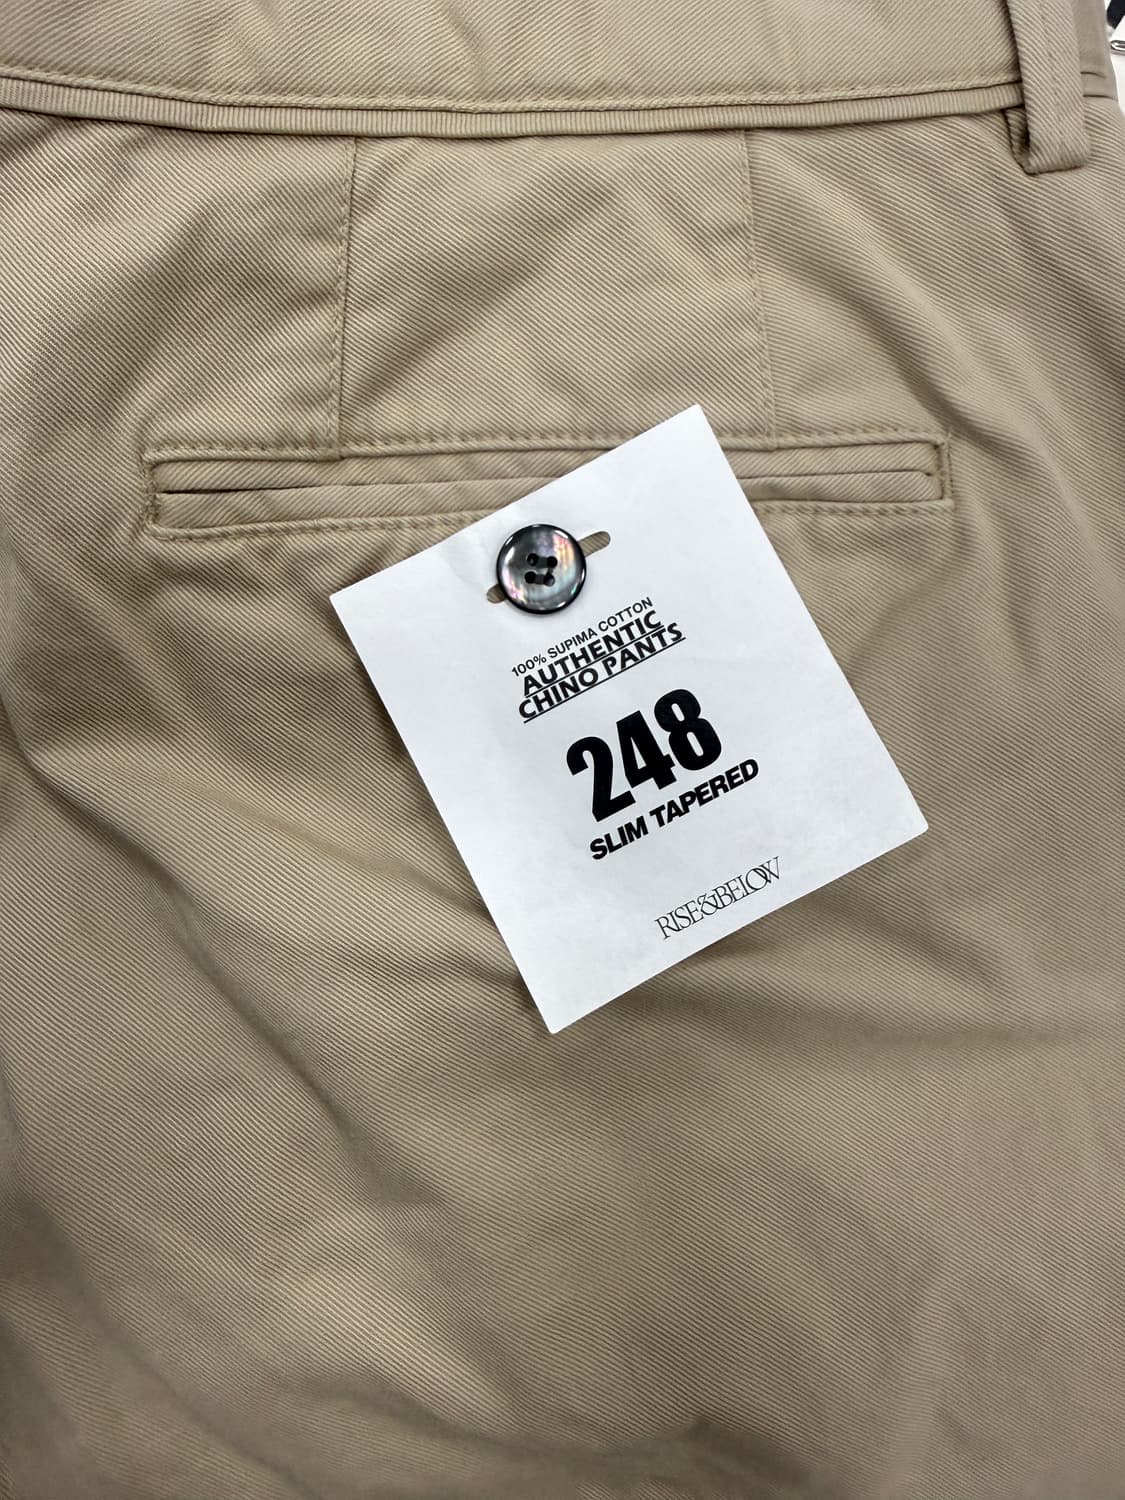 100% SUPIMA COTTON
AUTHENTIC
CHINO PANTS
248
SLIM TAPERED
RISE&BELOW